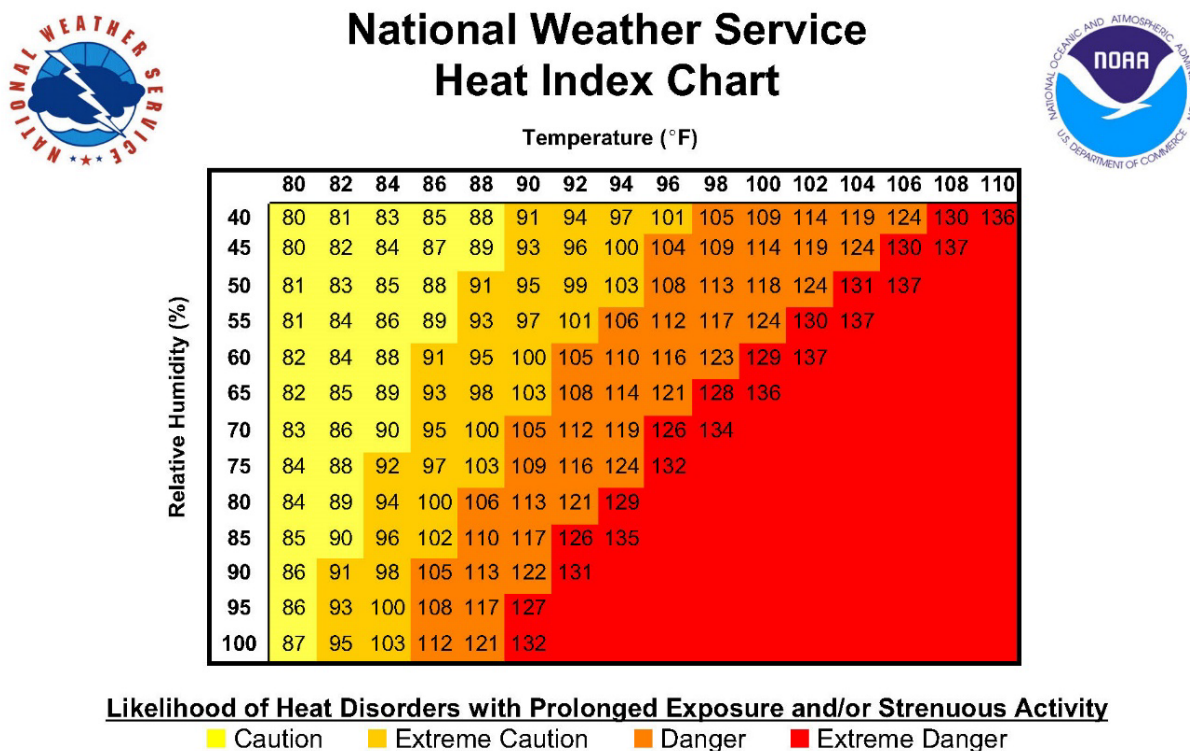 National Weather Service
Heat Index Chart
NATIONAL WEATHER SERVICE
NATIONAL OCEANIC AND ATMOSPHERIC
NOAA
U.S. DEPARTMENT OF COMMERCE
Temperature (°F)
Relative Humidity (%)
80 82 84 86 88 90 92 94 96 98 100 102 104 106 108 110
40 80 81 83 85 88 91 94 97 101 105 109 114 119 124 130 136
45 80 82 84 87 89 93 96 100 104 109 114 119 124 130 137
50 81 83 85 88 91 95 99 103 108 113 118 124 131 137
55 81 84 86 89 93 97 101 106 112 117 124 130 137
60 82 84 88 91 95 100 105 110 116 123 129 137
65 82 85 89 93 98 103 108 114 121 128 136
70 83 86 90 95 100 105 112 119 126 134
75 84 88 92 97 103 109 116 124 132
80 84 89 94 100 106 113 121 129
85 85 90 96 102 110 117 126 135
90 86 91 98 105 113 122 131
95 86 93 100 108 117 127
100 87 95 103 112 121 132
Likelihood of Heat Disorders with Prolonged Exposure and/or Strenuous Activity
Caution Extreme Caution Danger Extreme Danger